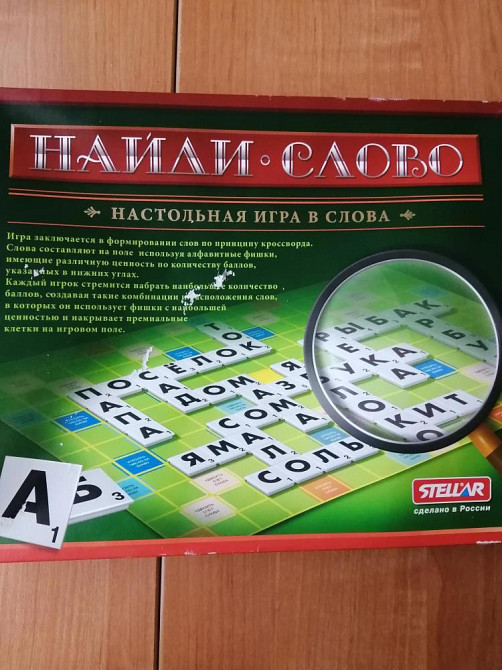 НАЙДИ·СЛОВО
НАСТОЛЬНАЯ ИГРА В СЛОВА
Игра заключается в формировании слов по принципу кроссворда.
Слова составляют на поле используя алфавитные фишки,
имеющие различную ценность по количеству баллов,
указанных в нижних углах.
Каждый игрок стремится набрать наибольшее количество
баллов, создавая такие комбинации расположения слов,
в которых он использует фишки с наибольшей
ценностью и накрывает премиальные
клетки на игровом поле.
РЫБАК
ПОСЁЛОК
ПАПА
ДОМ
СОМ
ЯМАЛ
СОЛЬ
КИТ
А
1
Ь
3
STELLAR
сделано в России